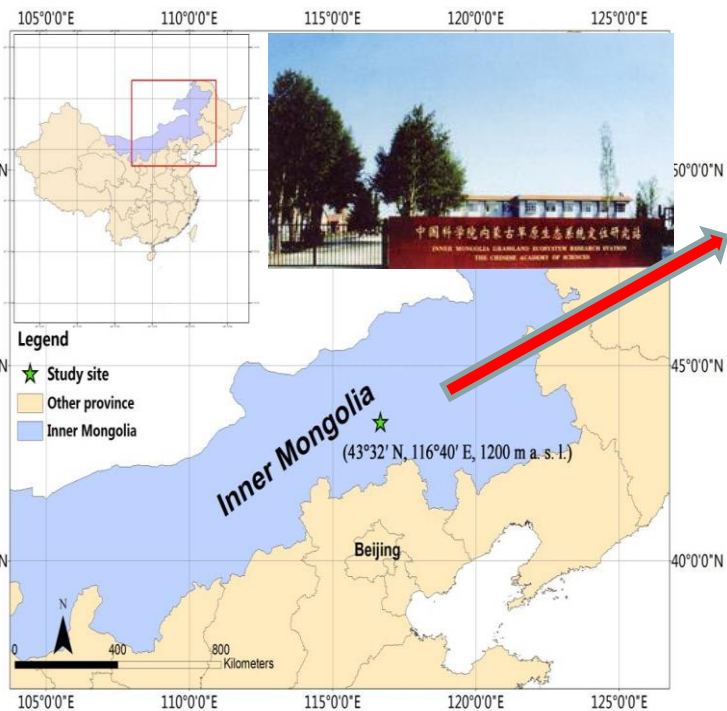 105°0'0"E 110°0'0"E 115°0'0"E 120°0'0"E 125°0'0"E
50°0'0"N
中国科学院内蒙古草原生态系统定位研究站
INNER MONGOLIA GRASSLAND ECOSYSTEM RESEARCH STATION
THE CHINESE ACADEMY OF SCIENCES
Legend
Study site
Other province
Inner Mongolia
45°0'0"N
Inner Mongolia
(43°32′ N, 116°40′ E, 1200 m a. s. l.)
Beijing
40°0'0"N
N
0 400 800
Kilometers
105°0'0"E 110°0'0"E 115°0'0"E 120°0'0"E 125°0'0"E